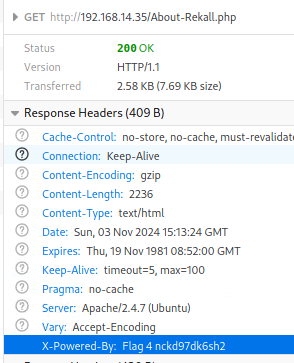 GET http://192.168.14.35/About-Rekall.php
Status 200 OK
Version HTTP/1.1
Transferred 2.58 KB (7.69 KB size)
Response Headers (409 B)
Cache-Control: no-store, no-cache, must-revalidat
Connection: Keep-Alive
Content-Encoding: gzip
Content-Length: 2236
Content-Type: text/html
Date: Sun, 03 Nov 2024 15:13:24 GMT
Expires: Thu, 19 Nov 1981 08:52:00 GMT
Keep-Alive: timeout=5, max=100
Pragma: no-cache
Server: Apache/2.4.7 (Ubuntu)
Vary: Accept-Encoding
X-Powered-By: Flag 4 nckd97dk6sh2